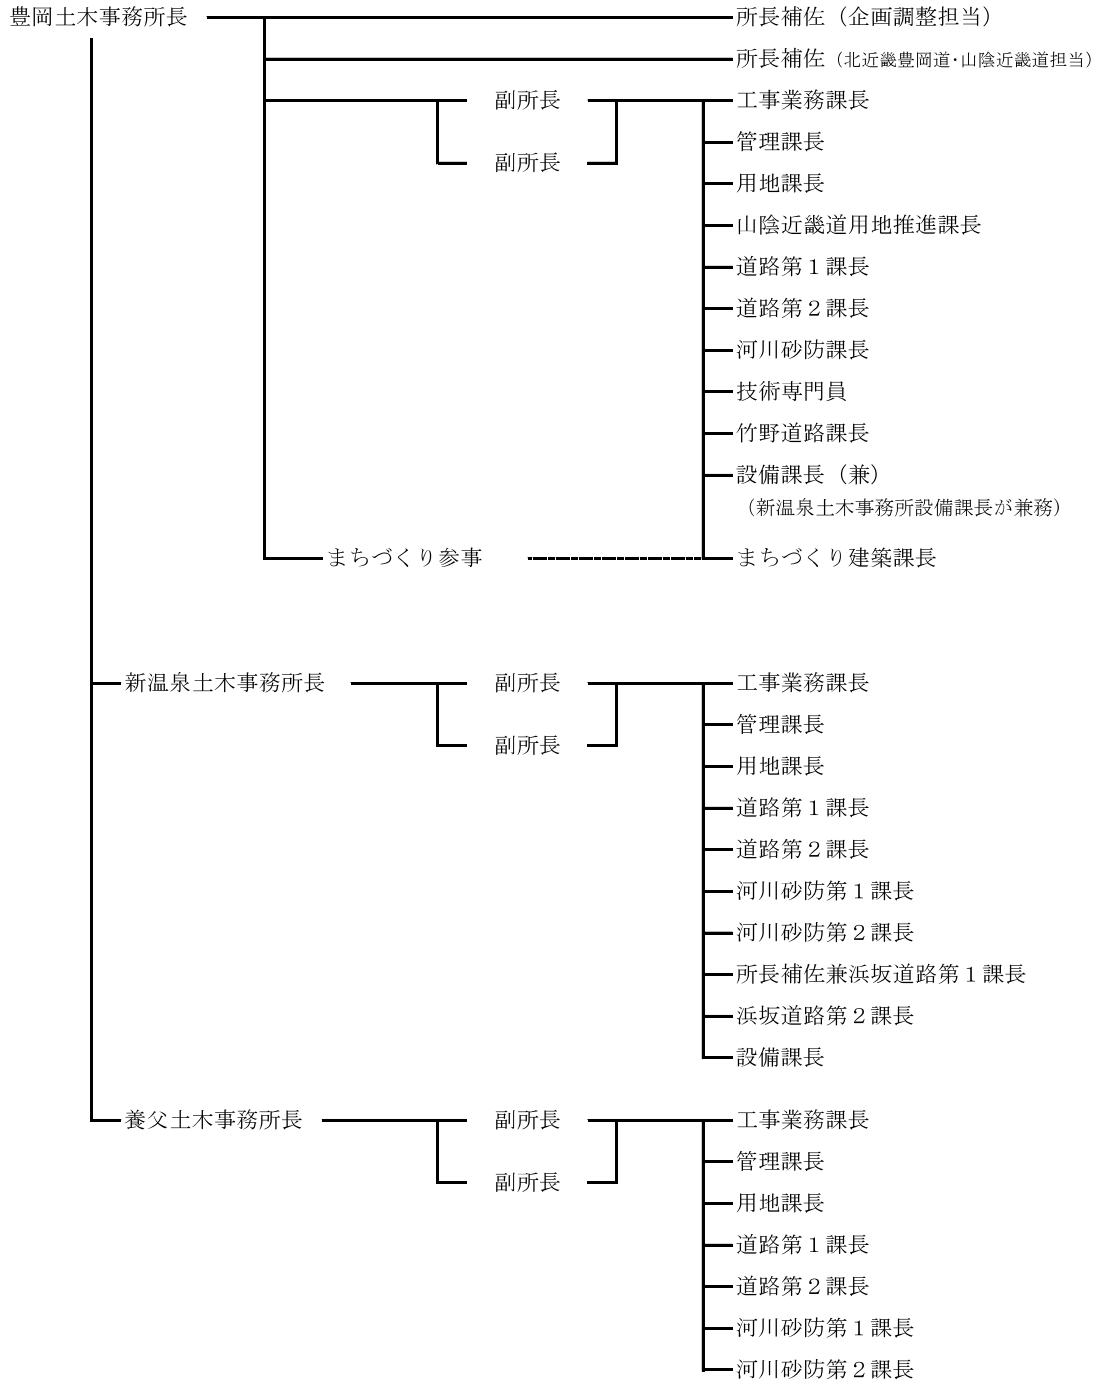 豊岡土木事務所長 所長補佐（企画調整担当）
所長補佐（北近畿豊岡道・山陰近畿道担当）
副所長 工事業務課長
管理課長
副所長
用地課長
山陰近畿道用地推進課長
道路第１課長
道路第２課長
河川砂防課長
技術専門員
竹野道路課長
設備課長（兼）
（新温泉土木事務所設備課長が兼務）
まちづくり参事 まちづくり建築課長
新温泉土木事務所長 副所長 工事業務課長
管理課長
副所長
用地課長
道路第１課長
道路第２課長
河川砂防第１課長
河川砂防第２課長
所長補佐兼浜坂道路第１課長
浜坂道路第２課長
設備課長
養父土木事務所長 副所長 工事業務課長
管理課長
副所長
用地課長
道路第１課長
道路第２課長
河川砂防第１課長
河川砂防第２課長